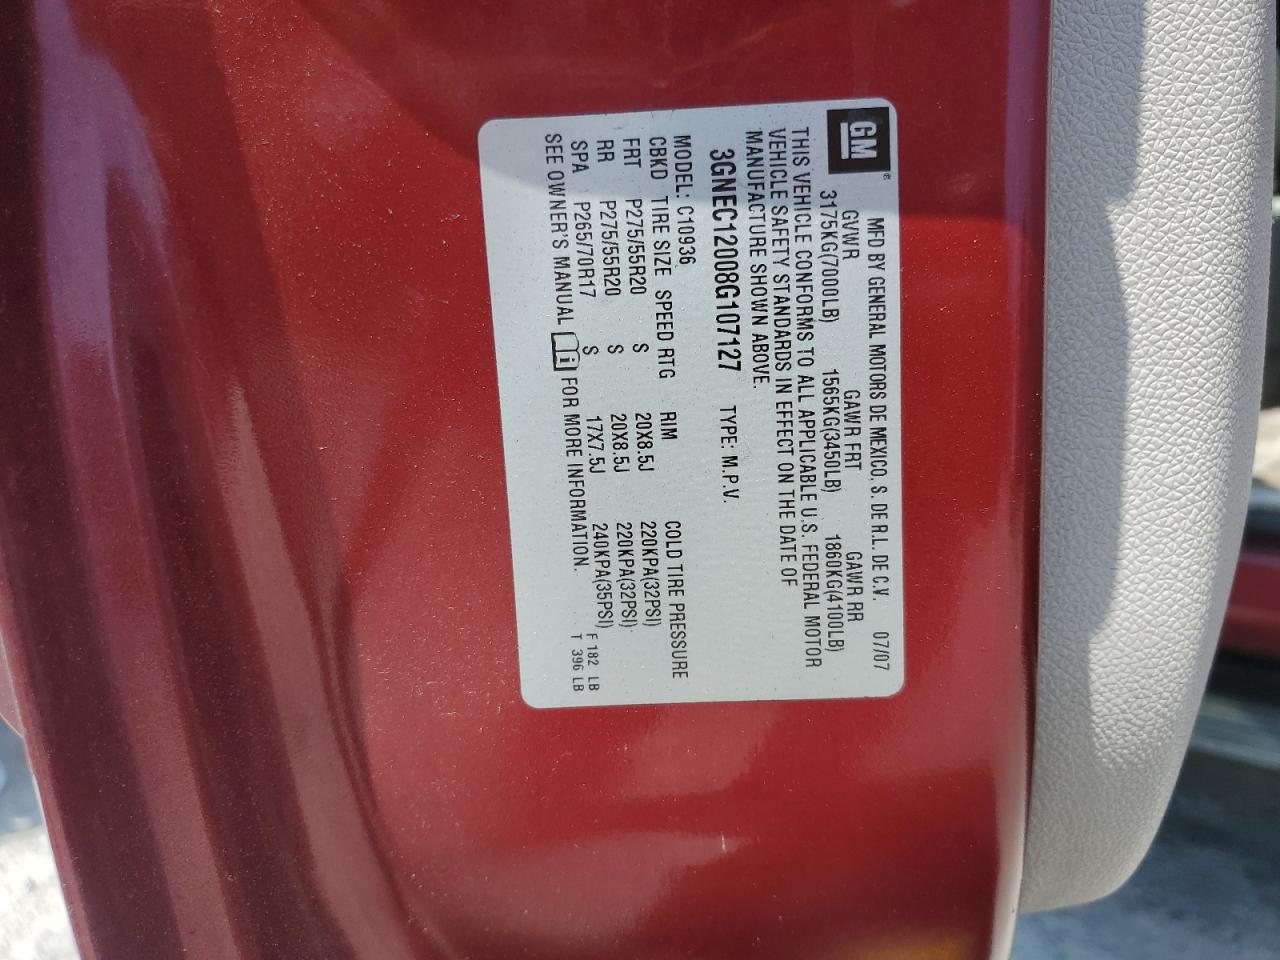 GM®
MFD BY GENERAL MOTORS DE MEXICO, S. DE R.L. DE C.V. 07/07
GVWR GAWR FRT GAWR RR
3175KG(7000LB) 1565KG(3450LB) 1860KG(4100LB)
THIS VEHICLE CONFORMS TO ALL APPLICABLE U.S. FEDERAL MOTOR
VEHICLE SAFETY STANDARDS IN EFFECT ON THE DATE OF
MANUFACTURE SHOWN ABOVE.
3GNEC12008G107127 TYPE: M.P.V.
MODEL: C10936
CBKD TIRE SIZE SPEED RTG RIM COLD TIRE PRESSURE
FRT P275/55R20 S 20X8.5J 220KPA(32PSI)
RR P275/55R20 S 20X8.5J 220KPA(32PSI)
SPA P265/70R17 S 17X7.5J 240KPA(35PSI)
SEE OWNER'S MANUAL i FOR MORE INFORMATION.
F 182 LB
T 396 LB